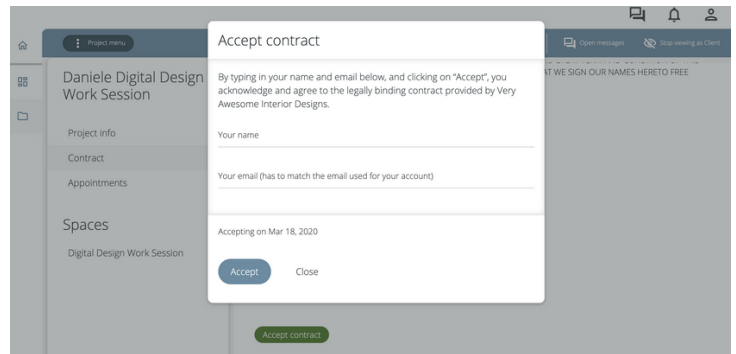 Project menu
Open messages
Stop viewing as Client
Daniele Digital Design
Work Session
Project info
Contract
Appointments
Spaces
Digital Design Work Session
Accept contract
By typing in your name and email below, and clicking on "Accept", you
acknowledge and agree to the legally binding contract provided by Very
Awesome Interior Designs.
Your name
Your email (has to match the email used for your account)
Accepting on Mar 18, 2020
Accept
Close
AT WE SIGN OUR NAMES HERETO FREE
Accept contract